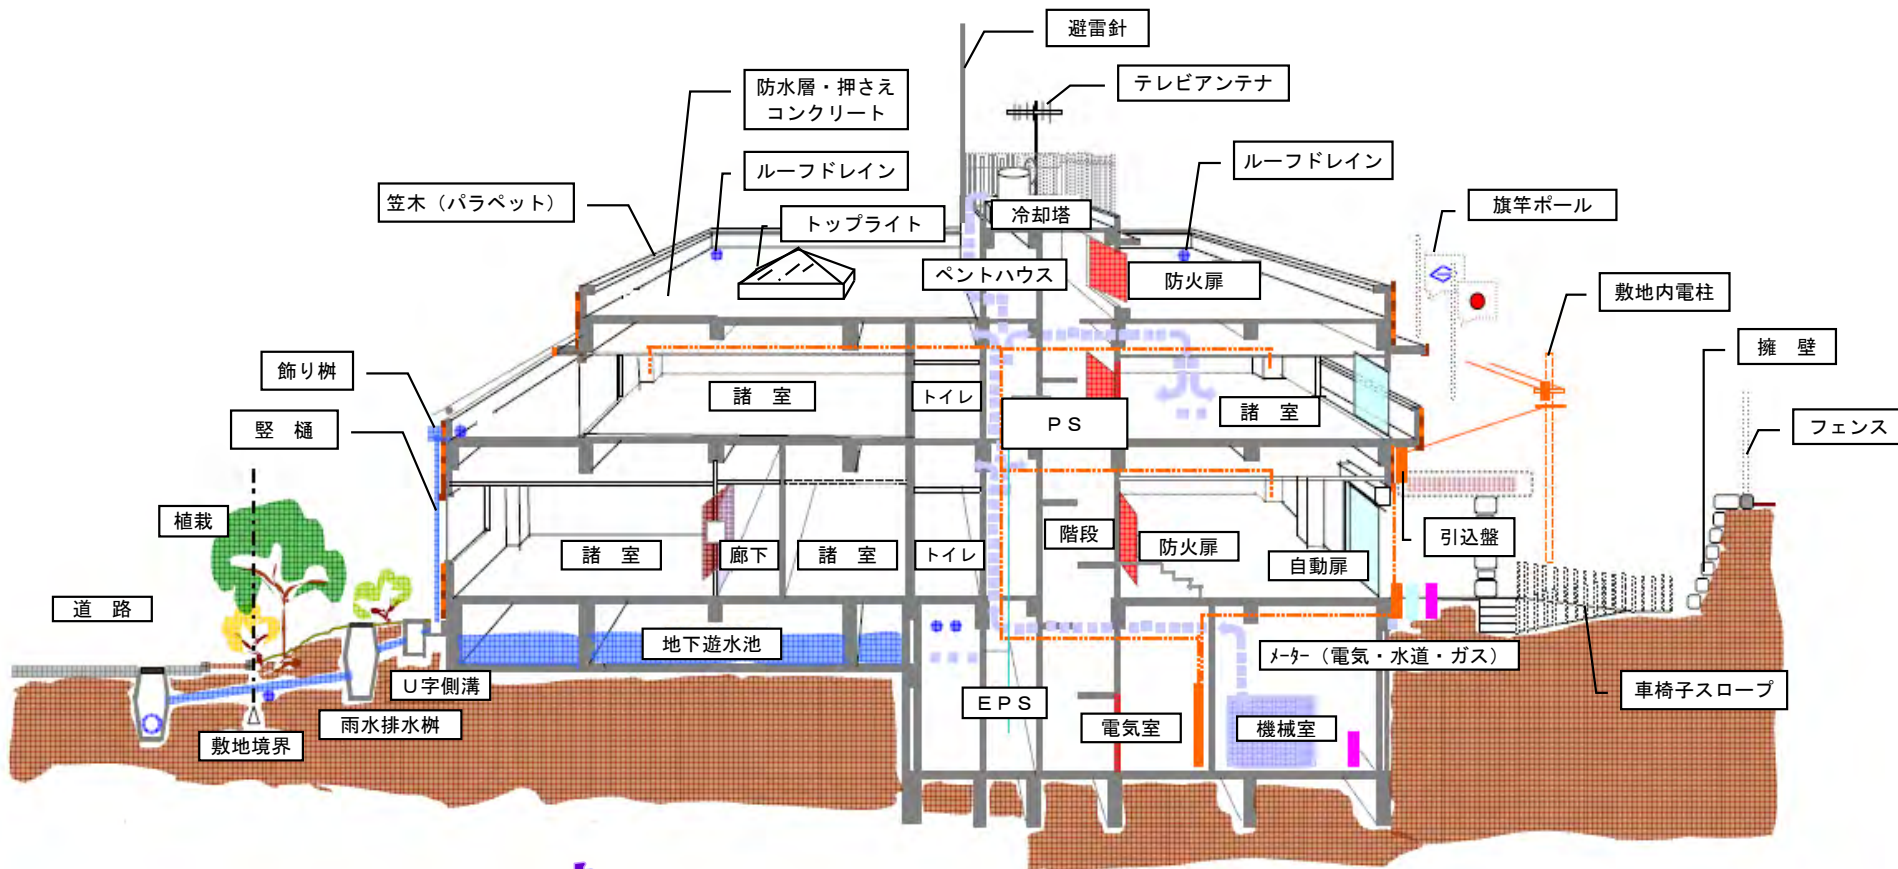 避雷針
テレビアンテナ
防水層・押さえ
コンクリート
ルーフドレイン
ルーフドレイン
笠木（パラペット）
トップライト
冷却塔
旗竿ポール
ペントハウス
防火扉
敷地内電柱
擁 壁
飾り桝
諸 室
トイレ
ＰＳ
諸 室
竪 樋
フェンス
植栽
諸 室
廊下
諸 室
トイレ
階段
防火扉
自動扉
引込盤
道 路
地下遊水池
ﾒｰﾀｰ（電気・水道・ガス）
Ｕ字側溝
車椅子スロープ
ＥＰＳ
雨水排水桝
電気室
機械室
敷地境界